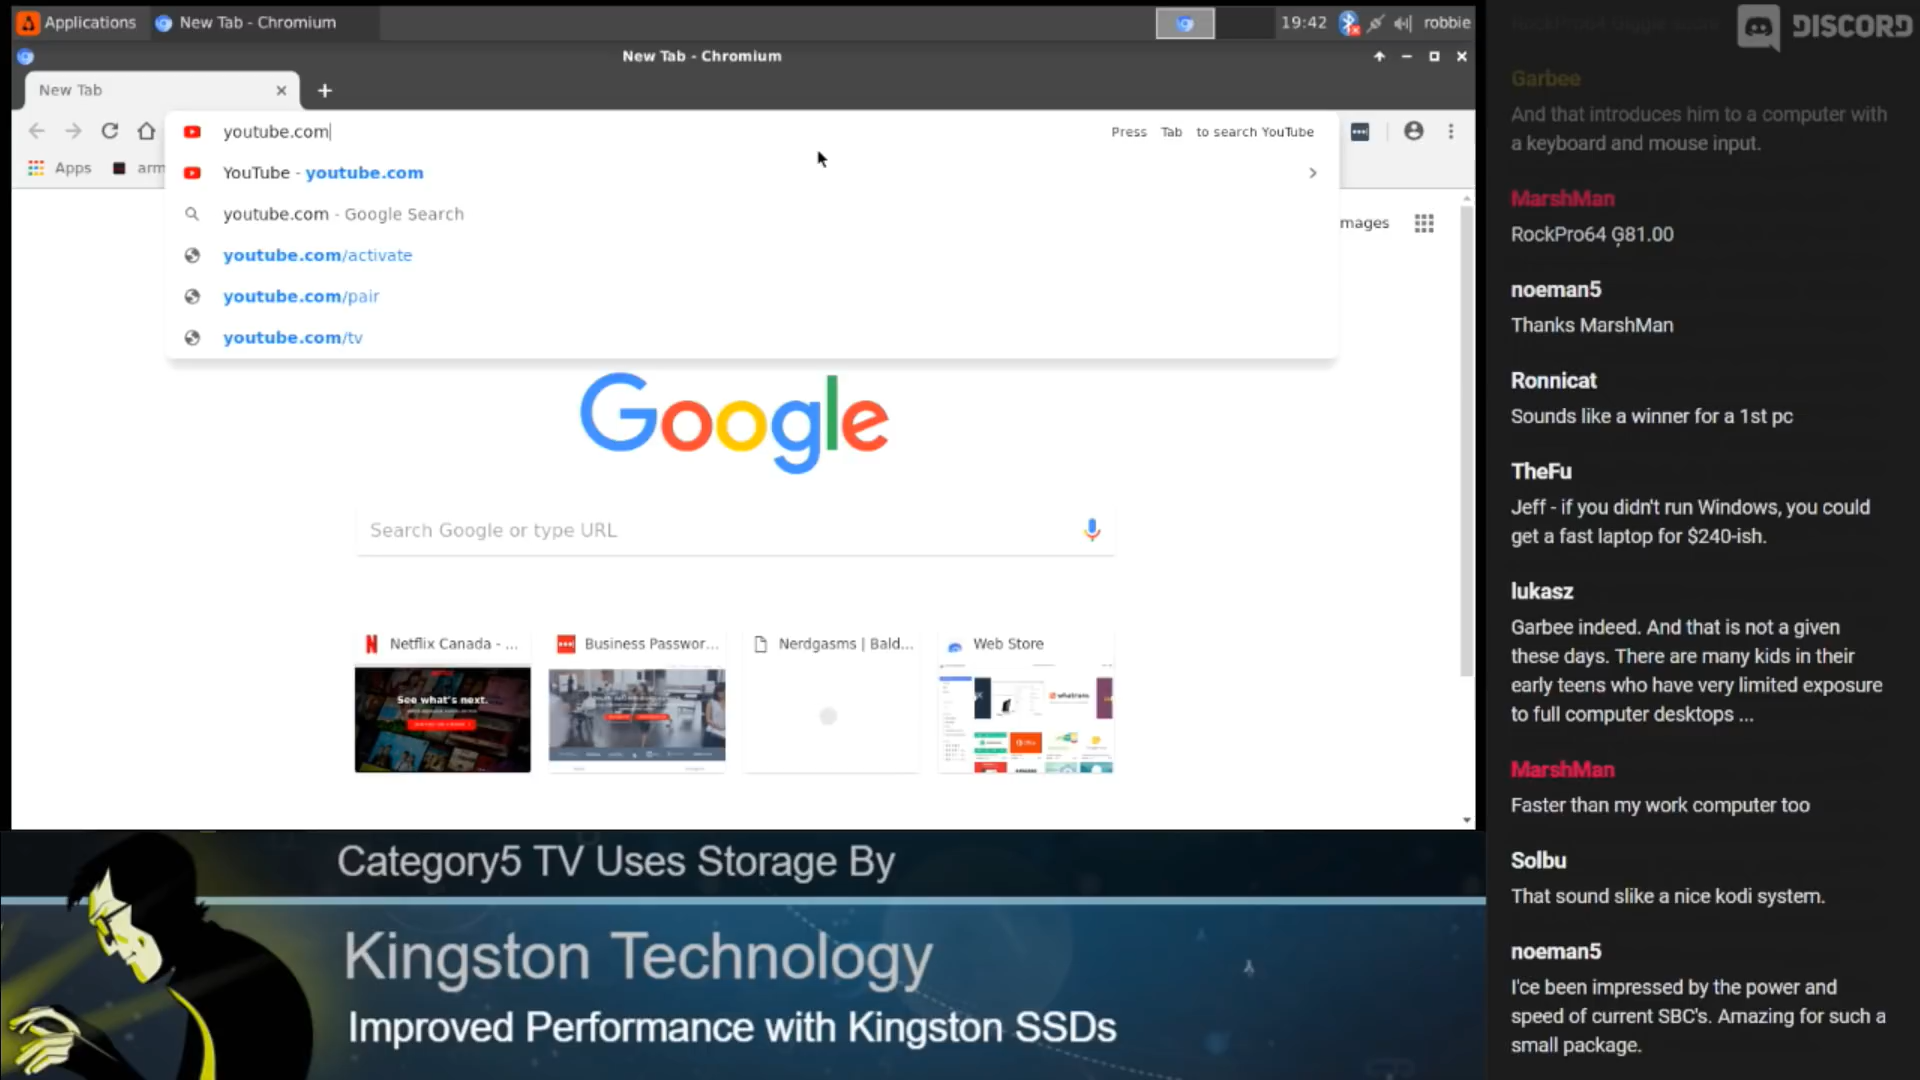 Applications
New Tab - Chromium
19:42
robbie
New Tab - Chromium
New Tab
youtube.com
Press Tab to search YouTube
Apps
arm
YouTube - youtube.com
youtube.com - Google Search
youtube.com/activate
youtube.com/pair
youtube.com/tv
mages
Google
Search Google or type URL
Netflix Canada - ...
Business Passwor...
Nerdgasms | Bald...
Web Store
See what's next.
Category5 TV Uses Storage By
Kingston Technology
Improved Performance with Kingston SSDs
DISCORD
Garbee
And that introduces him to a computer with
a keyboard and mouse input.
MarshMan
RockPro64 Ģ81.00
noeman5
Thanks MarshMan
Ronnicat
Sounds like a winner for a 1st pc
TheFu
Jeff - if you didn't run Windows, you could
get a fast laptop for $240-ish.
lukasz
Garbee indeed. And that is not a given
these days. There are many kids in their
early teens who have very limited exposure
to full computer desktops ...
MarshMan
Faster than my work computer too
Solbu
That sound slike a nice kodi system.
noeman5
I'ce been impressed by the power and
speed of current SBC's. Amazing for such a
small package.